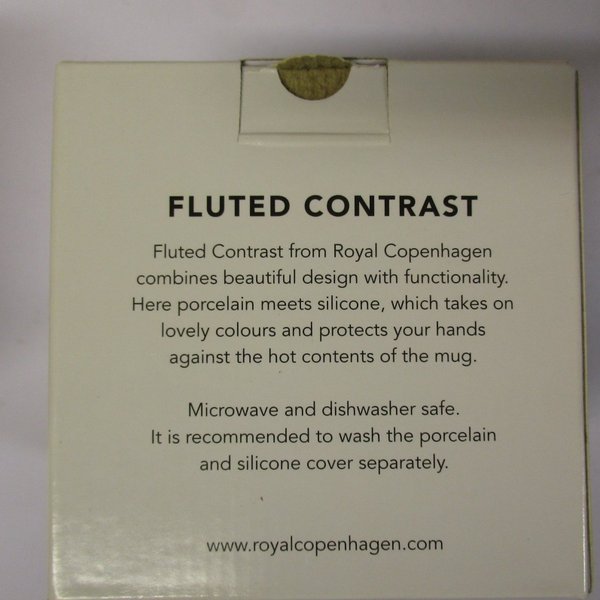 FLUTED CONTRAST
Fluted Contrast from Royal Copenhagen
combines beautiful design with functionality.
Here porcelain meets silicone, which takes on
lovely colours and protects your hands
against the hot contents of the mug.
Microwave and dishwasher safe.
It is recommended to wash the porcelain
and silicone cover separately.
www.royalcopenhagen.com